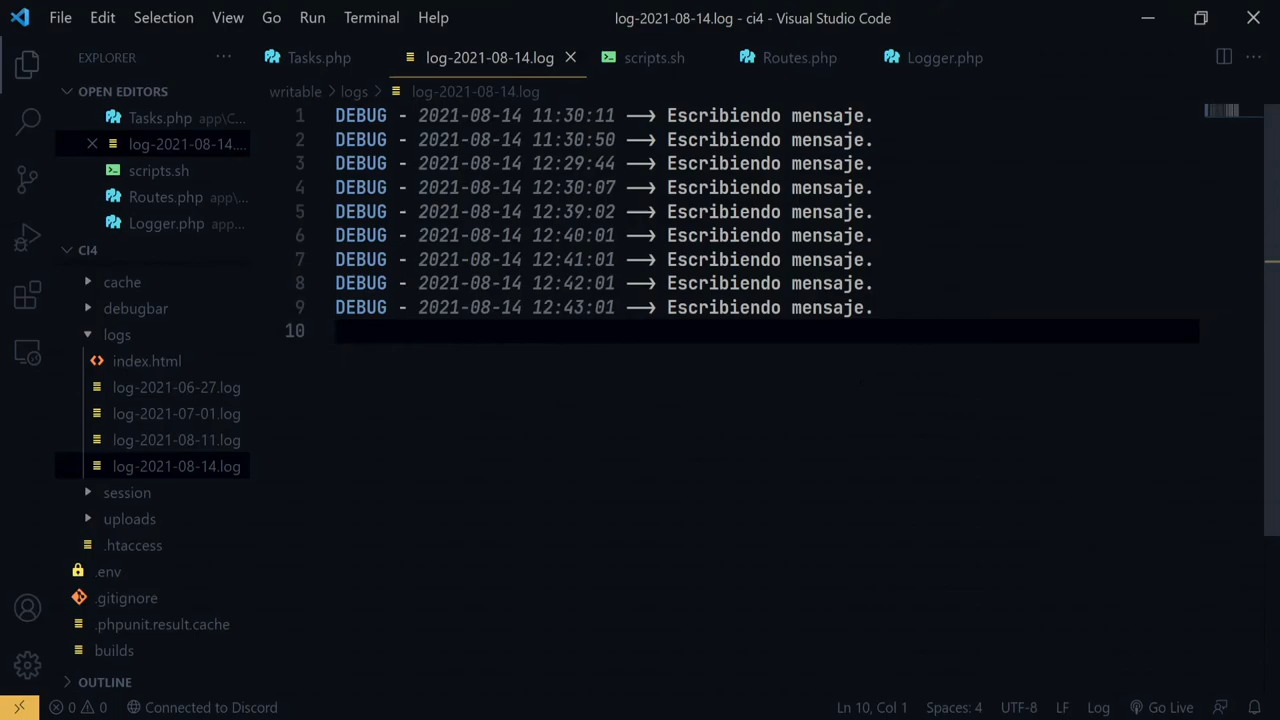 File Edit Selection View Go Run Terminal Help log-2021-08-14.log - ci4 - Visual Studio Code
EXPLORER ··· Tasks.php log-2021-08-14.log scripts.sh Routes.php Logger.php ···
OPEN EDITORS
Tasks.php app\C...
log-2021-08-14....
scripts.sh
Routes.php app\...
Logger.php app...
CI4
cache
debugbar
logs
index.html
log-2021-06-27.log
log-2021-07-01.log
log-2021-08-11.log
log-2021-08-14.log
session
uploads
.htaccess
.env
.gitignore
.phpunit.result.cache
builds
OUTLINE
writable > logs > log-2021-08-14.log
1 DEBUG - 2021-08-14 11:30:11 --> Escribiendo mensaje.
2 DEBUG - 2021-08-14 11:30:50 --> Escribiendo mensaje.
3 DEBUG - 2021-08-14 12:29:44 --> Escribiendo mensaje.
4 DEBUG - 2021-08-14 12:30:07 --> Escribiendo mensaje.
5 DEBUG - 2021-08-14 12:39:02 --> Escribiendo mensaje.
6 DEBUG - 2021-08-14 12:40:01 --> Escribiendo mensaje.
7 DEBUG - 2021-08-14 12:41:01 --> Escribiendo mensaje.
8 DEBUG - 2021-08-14 12:42:01 --> Escribiendo mensaje.
9 DEBUG - 2021-08-14 12:43:01 --> Escribiendo mensaje.
10
0 0 Connected to Discord Ln 10, Col 1 Spaces: 4 UTF-8 LF Log Go Live